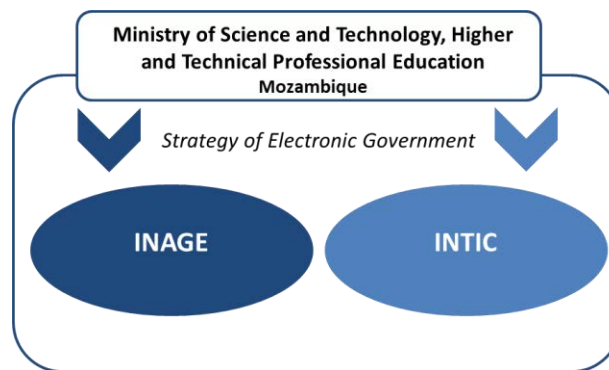 Ministry of Science and Technology, Higher
and Technical Professional Education
Mozambique
Strategy of Electronic Government
INAGE
INTIC